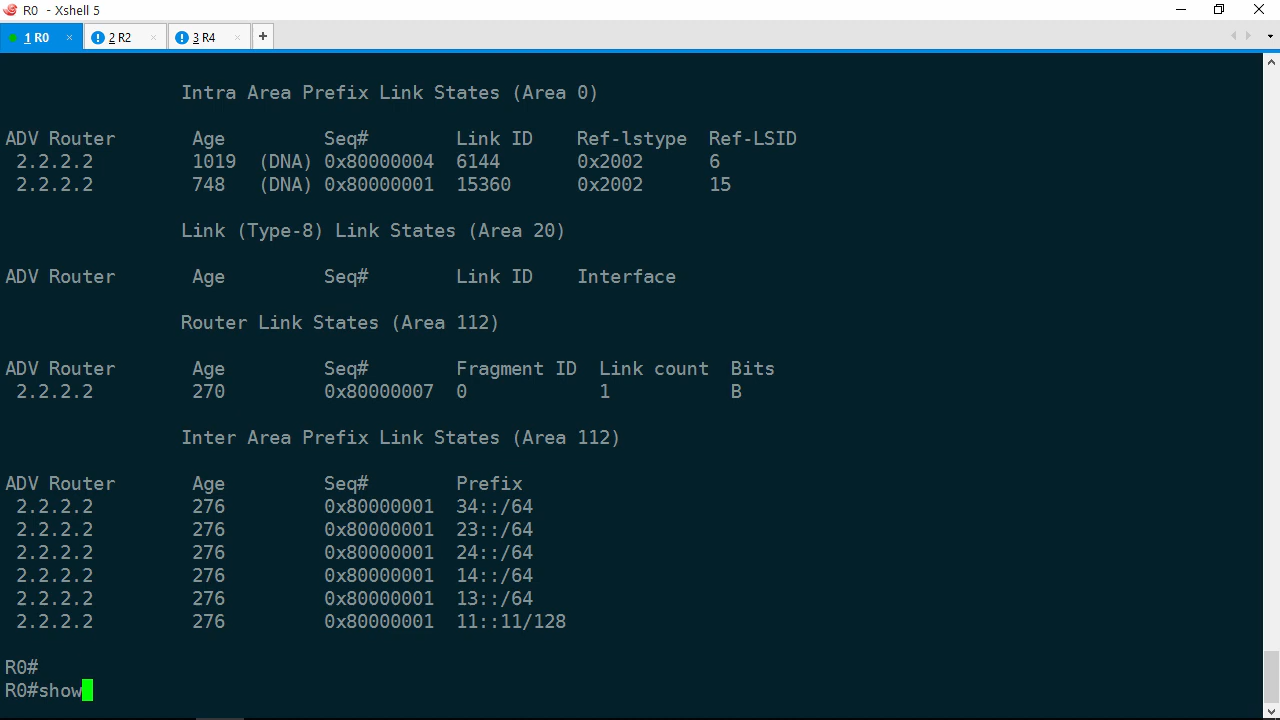 R0 - Xshell 5
1 R0 × 2 R2 × 3 R4 × +
Intra Area Prefix Link States (Area 0)
ADV Router Age Seq# Link ID Ref-lstype Ref-LSID
2.2.2.2 1019 (DNA) 0x80000004 6144 0x2002 6
2.2.2.2 748 (DNA) 0x80000001 15360 0x2002 15
Link (Type-8) Link States (Area 20)
ADV Router Age Seq# Link ID Interface
Router Link States (Area 112)
ADV Router Age Seq# Fragment ID Link count Bits
2.2.2.2 270 0x80000007 0 1 B
Inter Area Prefix Link States (Area 112)
ADV Router Age Seq# Prefix
2.2.2.2 276 0x80000001 34::/64
2.2.2.2 276 0x80000001 23::/64
2.2.2.2 276 0x80000001 24::/64
2.2.2.2 276 0x80000001 14::/64
2.2.2.2 276 0x80000001 13::/64
2.2.2.2 276 0x80000001 11::11/128
R0#
R0#show